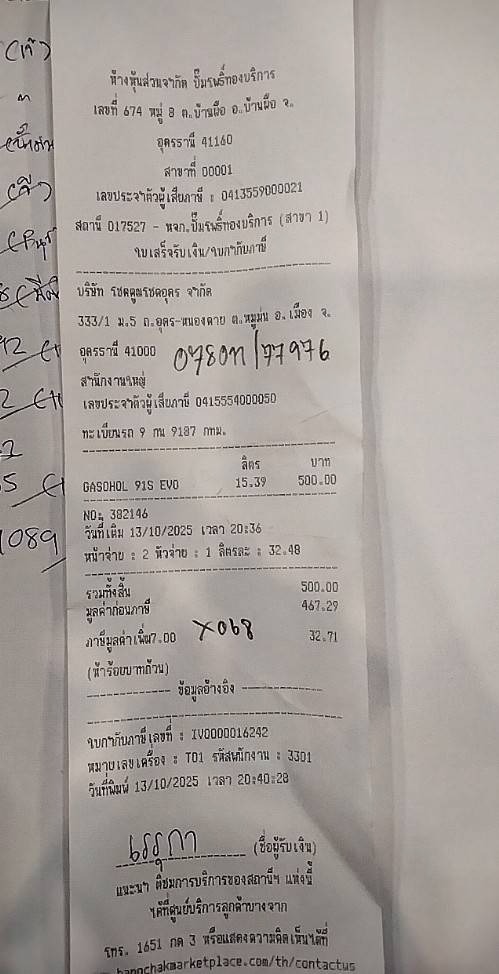 ห้างหุ้นส่วนจำกัด ปั๊มรพธิ์ทองบริการ
เลขที่ 674 หมู่ 8 ต.บ้านผือ อ.บ้านผือ จ.
อุดรธานี 41160
สาขาที่ 00001
เลขประจำตัวผู้เสียภาษี : 0413559000021
สถานี 017527 - หจก.ปั๊มโพธิ์ทองบริการ (สาขา 1)
ใบเสร็จรับเงิน/ใบกำกับภาษี
บริษัท โชคคูมโชคอุดร จำกัด
333/1 ม.5 ถ.อุดร-หนองคาย ต.หมูม่น อ.เมือง จ.
อุดรธานี 41000
77976
สำนักงานใหญ่
เลขประจำตัวผู้เสียภาษี 0415554000050
ทะเบียนรถ 9 กน 9187 กทม.
ลิตร บาท
GASOHOL 91S EVO 15.39 500.00
NO: 382146
วันที่เติม 13/10/2025 เวลา 20:36
หน้าจ่าย : 2 หัวจ่าย : 1 ลิตรละ : 32.48
รวมทั้งสิ้น 500.00
มูลค่าก่อนภาษี 467.29
X068
ภาษีมูลค่าเพิ่ม7.00 32.71
(ห้าร้อยบาทถ้วน)
ข้อมูลอ้างอิง
ใบกำกับภาษีเลขที่ : IV0000016242
หมายเลขเครื่อง : T01 รหัสพนักงาน : 3301
วันที่พิมพ์ 13/10/2025 เวลา 20:40:28
(ชื่อผู้รับเงิน)
แนะนำ ติชมการบริการของสถานีฯ แห่งนี้
ได้ที่ศูนย์บริการลูกค้าบางจาก
โทร. 1651 กด 3 หรือแสดงความคิดเห็นได้ที่
bangchakmarketplace.com/th/contactus
1089